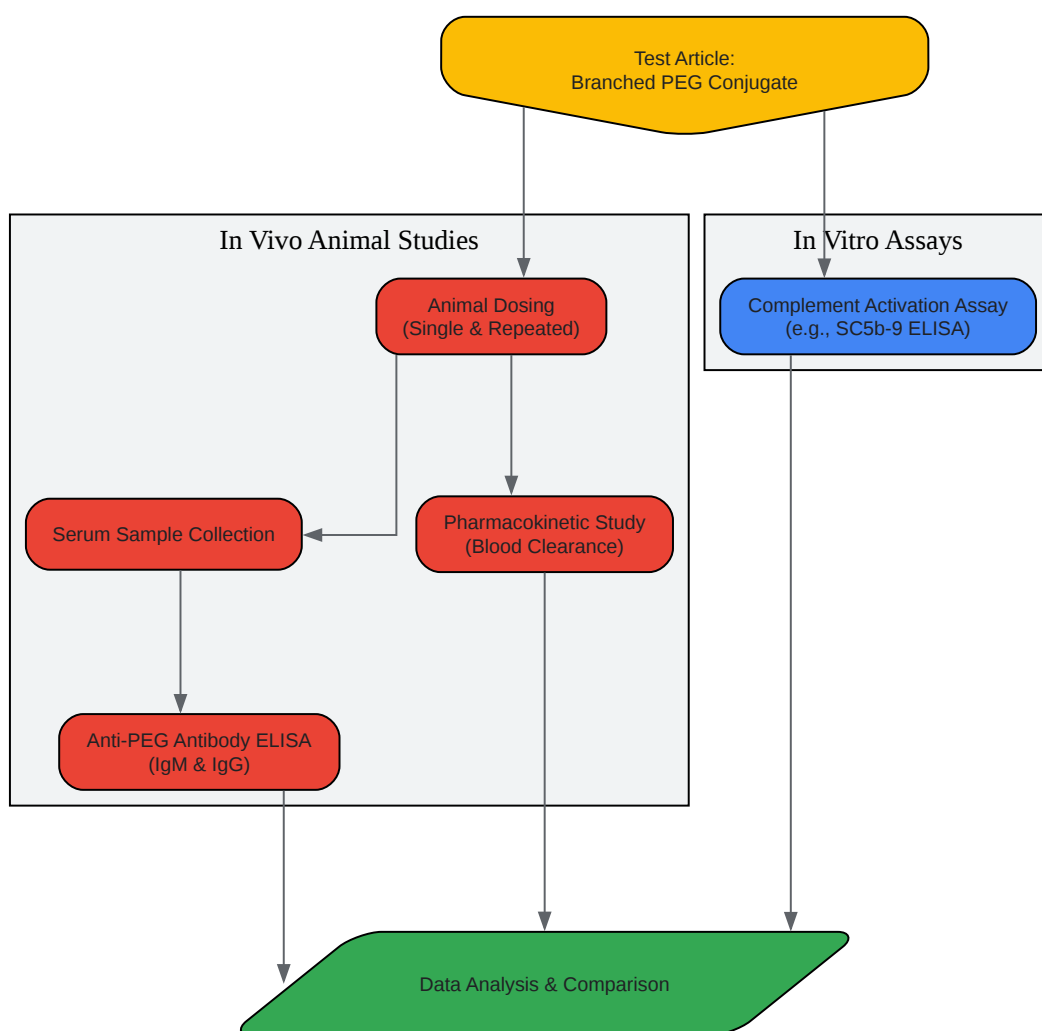 Test Article:
Branched PEG Conjugate
In Vivo Animal Studies
In Vitro Assays
Animal Dosing
(Single & Repeated)
Complement Activation Assay
(e.g., SC5b-9 ELISA)
Serum Sample Collection
Pharmacokinetic Study
(Blood Clearance)
Anti-PEG Antibody ELISA
(IgM & IgG)
Data Analysis & Comparison